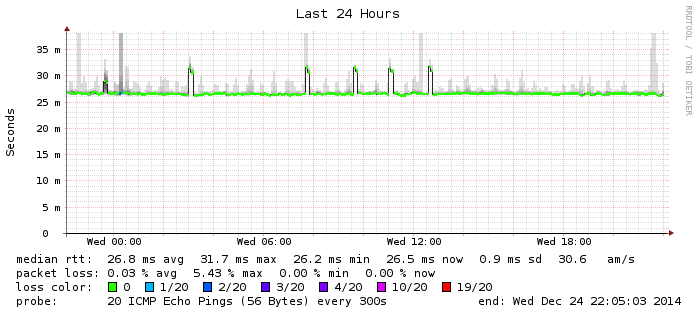 Last 24 Hours
RRDTOOL / TOBI OETIKER
Seconds
35 m
30 m
25 m
20 m
15 m
10 m
5 m
0
Wed 00:00 Wed 06:00 Wed 12:00 Wed 18:00
median rtt: 26.8 ms avg 31.7 ms max 26.2 ms min 26.5 ms now 0.9 ms sd 30.6 am/s
packet loss: 0.03 % avg 5.43 % max 0.00 % min 0.00 % now
loss color: 0 1/20 2/20 3/20 4/20 10/20 19/20
probe: 20 ICMP Echo Pings (56 Bytes) every 300s end: Wed Dec 24 22:05:03 2014